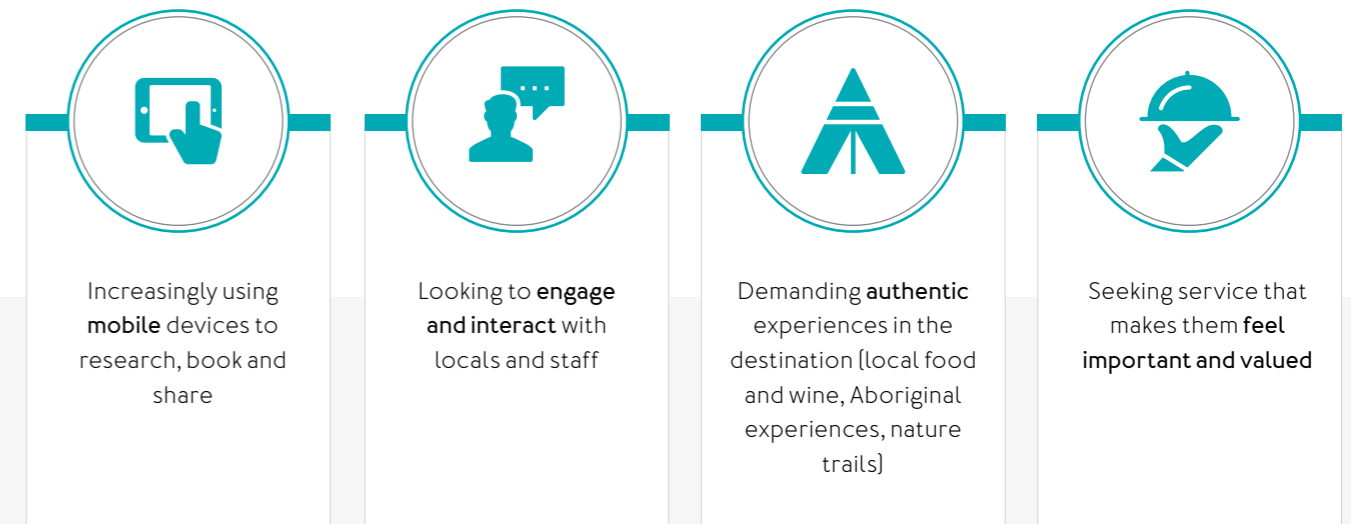 Increasingly using
mobile devices to
research, book and
share
Looking to engage
and interact with
locals and staff
Demanding authentic
experiences in the
destination (local food
and wine, Aboriginal
experiences, nature
trails)
Seeking service that
makes them feel
important and valued